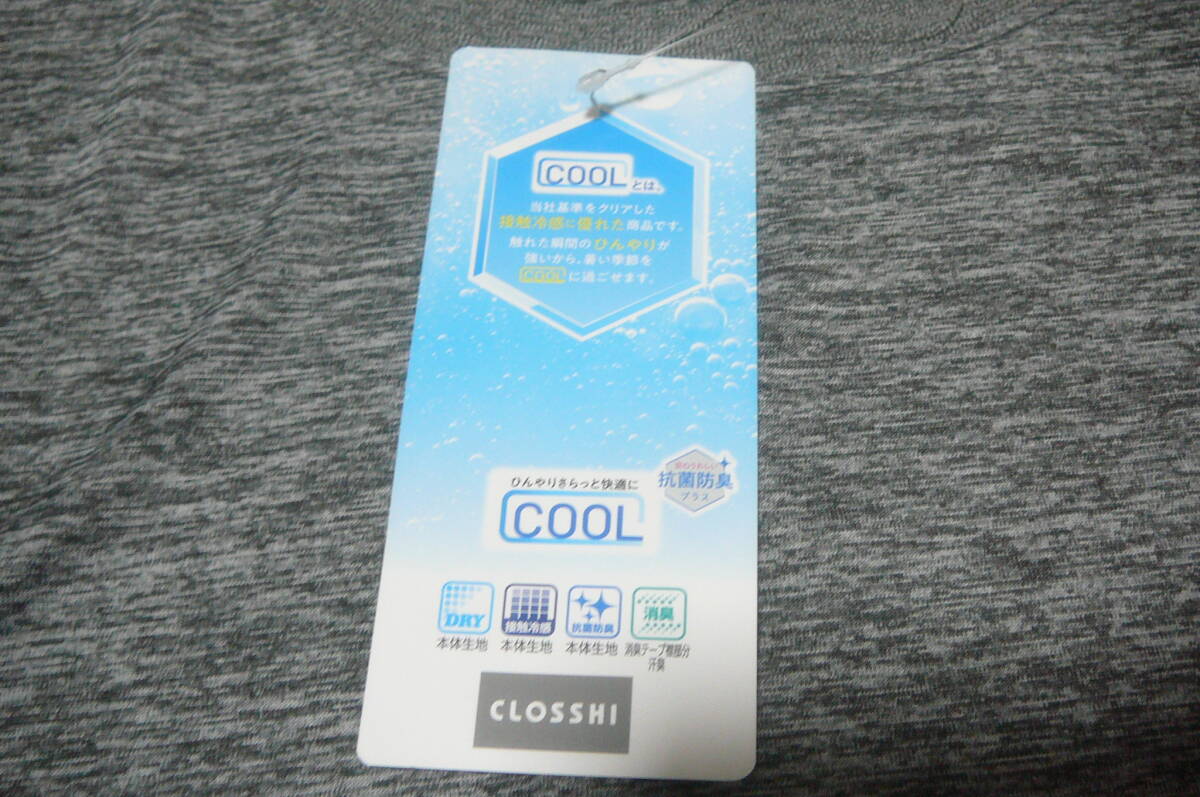 COOLとは、
当社基準をクリアした
接触冷感に優れた商品です。
触れた瞬間のひんやりが
強いから、暑い季節を
COOLに過ごせます。
ひんやりさらっと快適に
COOL
抗菌防臭
プラス
DRY
本体生地
接触冷感
本体生地
抗菌防臭
本体生地
消臭
消臭テープ襟部分
汗臭
CLOSSHI